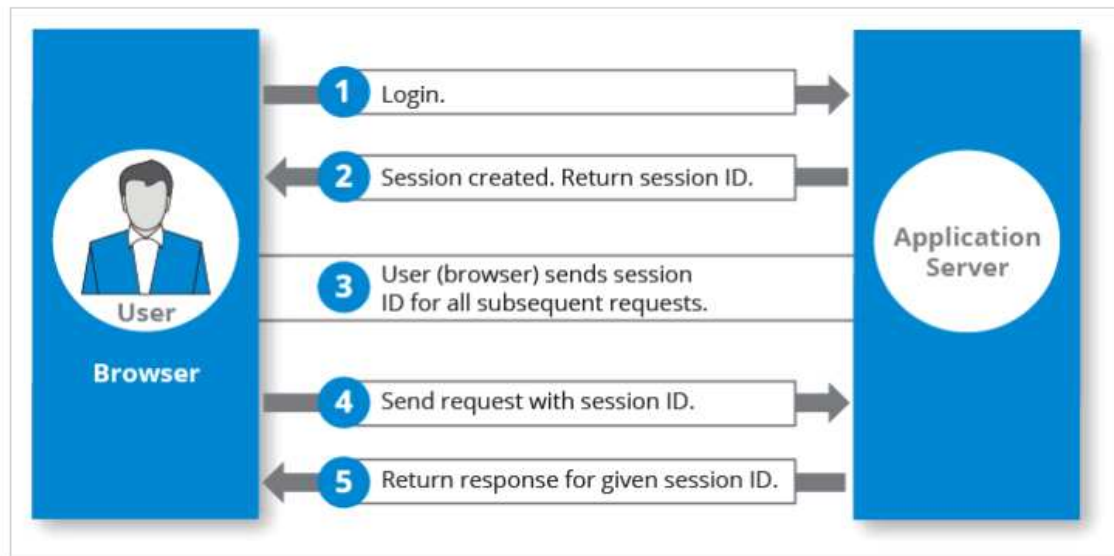 1 Login.
2 Session created. Return session ID.
Application
Server
3 User (browser) sends session
ID for all subsequent requests.
User
Browser
4 Send request with session ID.
5 Return response for given session ID.